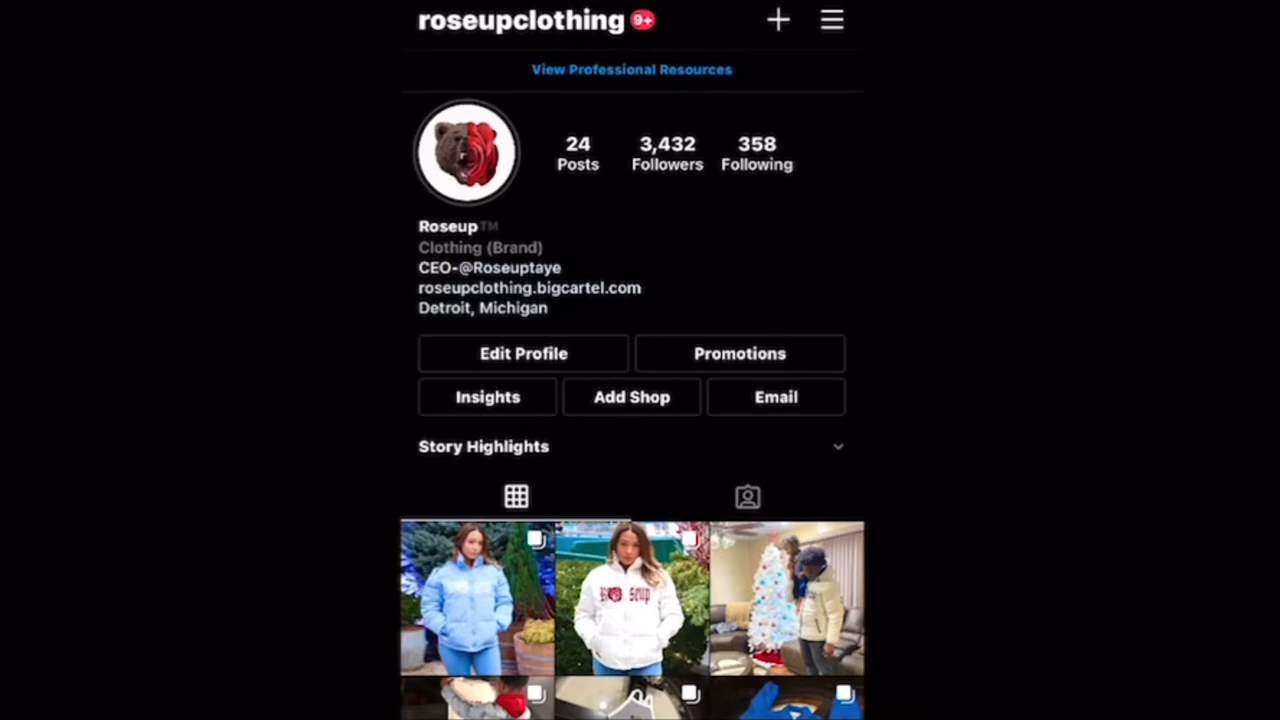 roseupclothing 9+
View Professional Resources
24 3,432 358
Posts Followers Following
Roseup™
Clothing (Brand)
CEO-@Roseuptaye
roseupclothing.bigcartel.com
Detroit, Michigan
Edit Profile Promotions
Insights Add Shop Email
Story Highlights